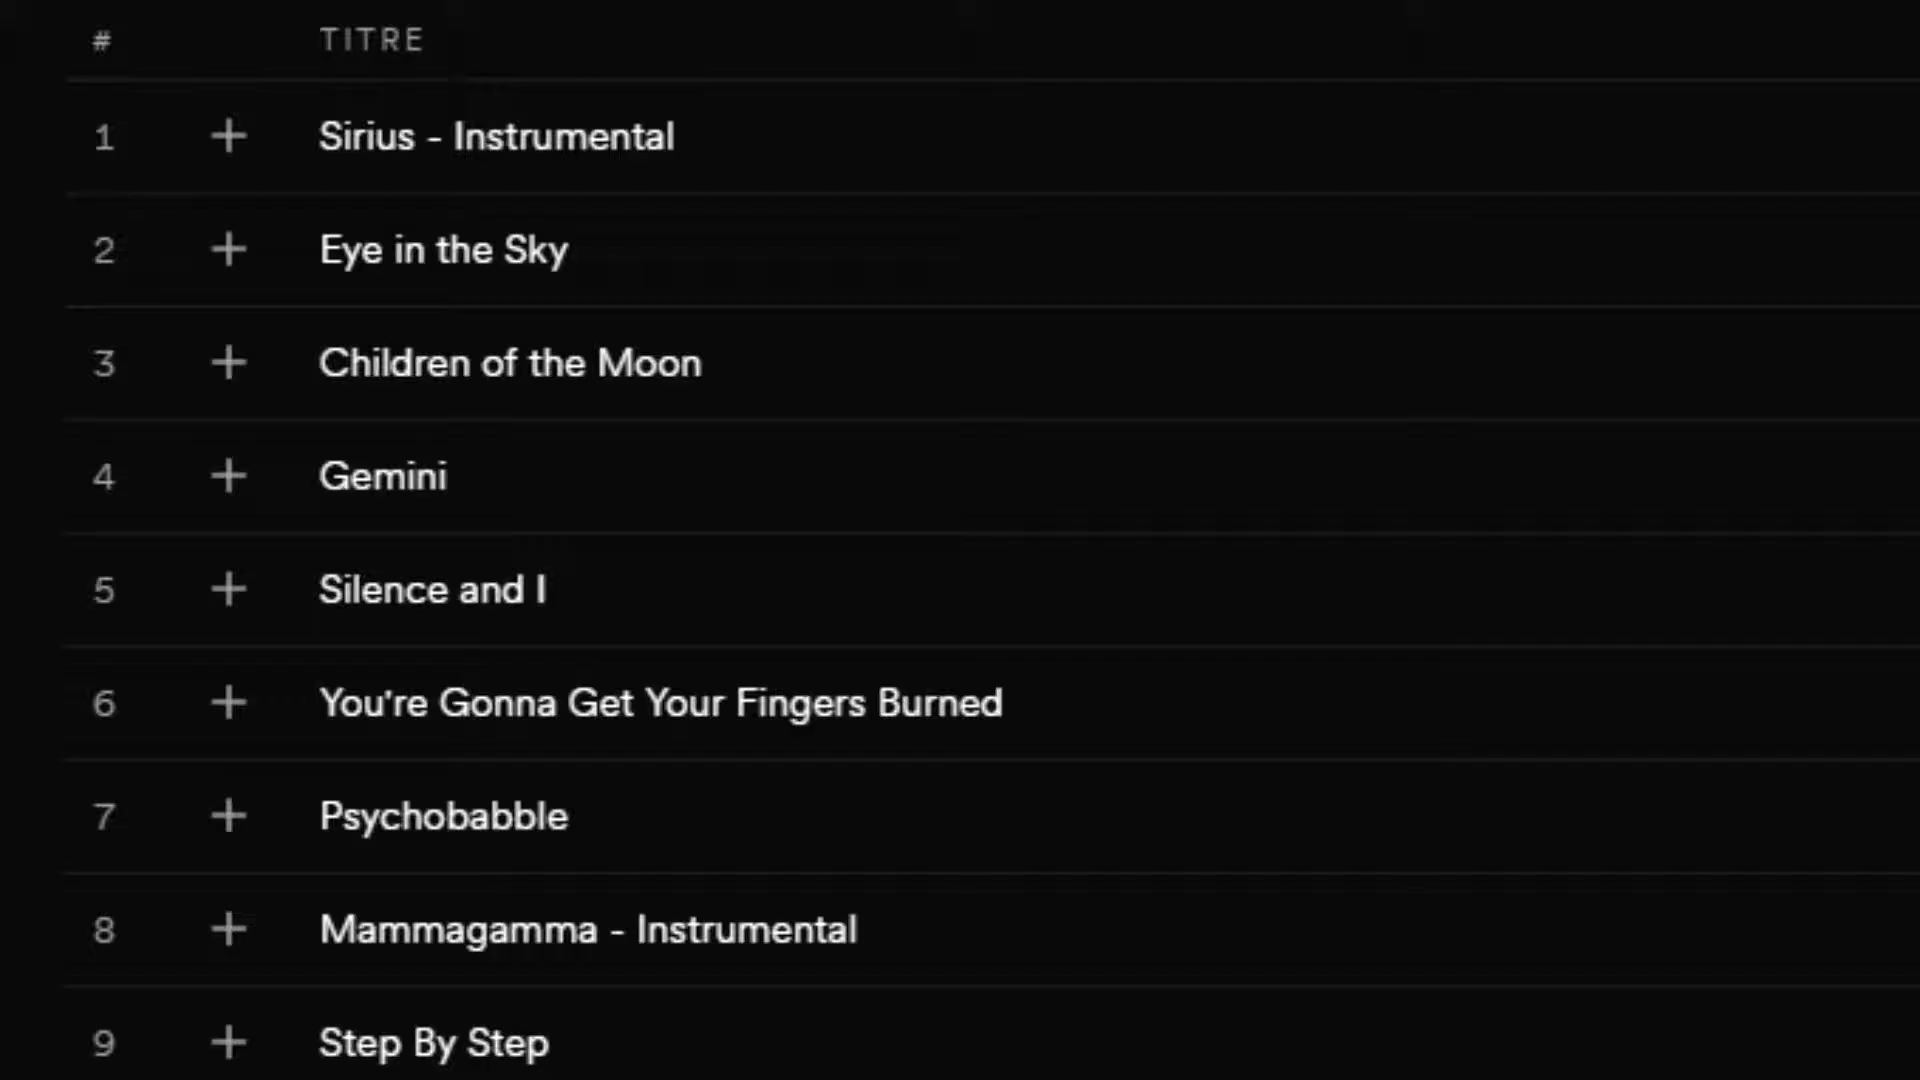 # TITRE
1 + Sirius - Instrumental
2 + Eye in the Sky
3 + Children of the Moon
4 + Gemini
5 + Silence and I
6 + You're Gonna Get Your Fingers Burned
7 + Psychobabble
8 + Mammagamma - Instrumental
9 + Step By Step